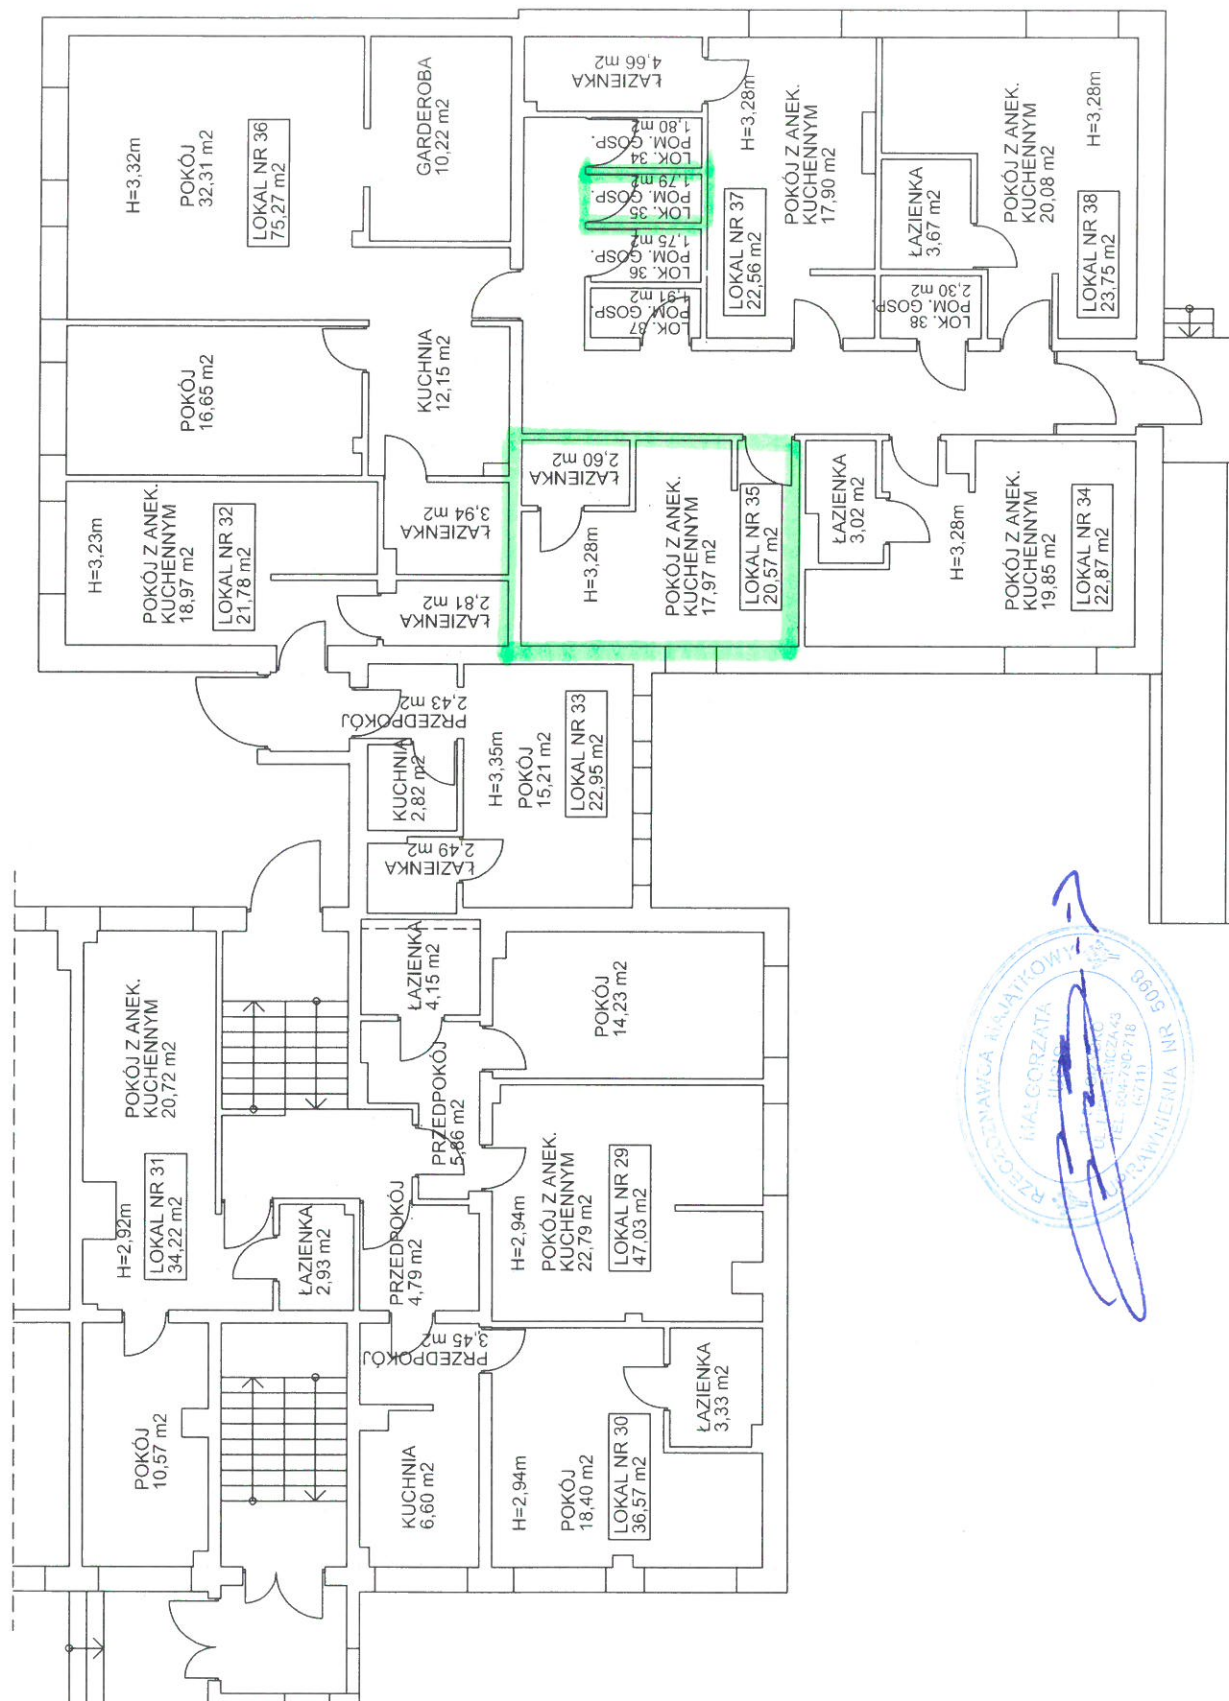 H=3,32m
POKÓJ
32,31 m2
LOKAL NR 36
75,27 m2
GARDEROBA
10,22 m2
ŁAZIENKA
4,66 m2
LOK. 34
POM. GOSP.
1,80 m2
LOK. 35
POM. GOSP.
1,79 m2
LOK. 36
POM. GOSP.
1,75 m2
LOK. 37
POM. GOSP.
1,91 m2
H=3,28m
POKÓJ Z ANEK.
KUCHENNYM
17,90 m2
LOKAL NR 37
22,56 m2
H=3,28m
POKÓJ Z ANEK.
KUCHENNYM
20,08 m2
ŁAZIENKA
3,67 m2
LOKAL NR 38
23,75 m2
LOK. 38
POM. GOSP.
2,30 m2
POKÓJ
16,65 m2
KUCHNIA
12,15 m2
H=3,23m
POKÓJ Z ANEK.
KUCHENNYM
18,97 m2
LOKAL NR 32
21,78 m2
ŁAZIENKA
3,94 m2
ŁAZIENKA
2,81 m2
ŁAZIENKA
2,60 m2
H=3,28m
POKÓJ Z ANEK.
KUCHENNYM
17,97 m2
LOKAL NR 35
20,57 m2
ŁAZIENKA
3,02 m2
H=3,28m
POKÓJ Z ANEK.
KUCHENNYM
19,85 m2
LOKAL NR 34
22,87 m2
PRZEDPOKÓJ
2,43 m2
KUCHNIA
2,82 m2
H=3,35m
POKÓJ
15,21 m2
LOKAL NR 33
22,95 m2
ŁAZIENKA
2,49 m2
ŁAZIENKA
4,15 m2
POKÓJ
14,23 m2
POKÓJ Z ANEK.
KUCHENNYM
20,72 m2
H=2,92m
LOKAL NR 31
34,22 m2
PRZEDPOKÓJ
5,86 m2
ŁAZIENKA
2,93 m2
PRZEDPOKÓJ
4,79 m2
H=2,94m
POKÓJ Z ANEK.
KUCHENNYM
22,79 m2
LOKAL NR 29
47,03 m2
POKÓJ
10,57 m2
PRZEDPOKÓJ
3,45 m2
KUCHNIA
6,60 m2
H=2,94m
POKÓJ
18,40 m2
LOKAL NR 30
36,57 m2
ŁAZIENKA
3,33 m2
RZECZOZNAWCA MAJĄTKOWY
MAŁGORZATA
UPRAWNIENIA NR 5098